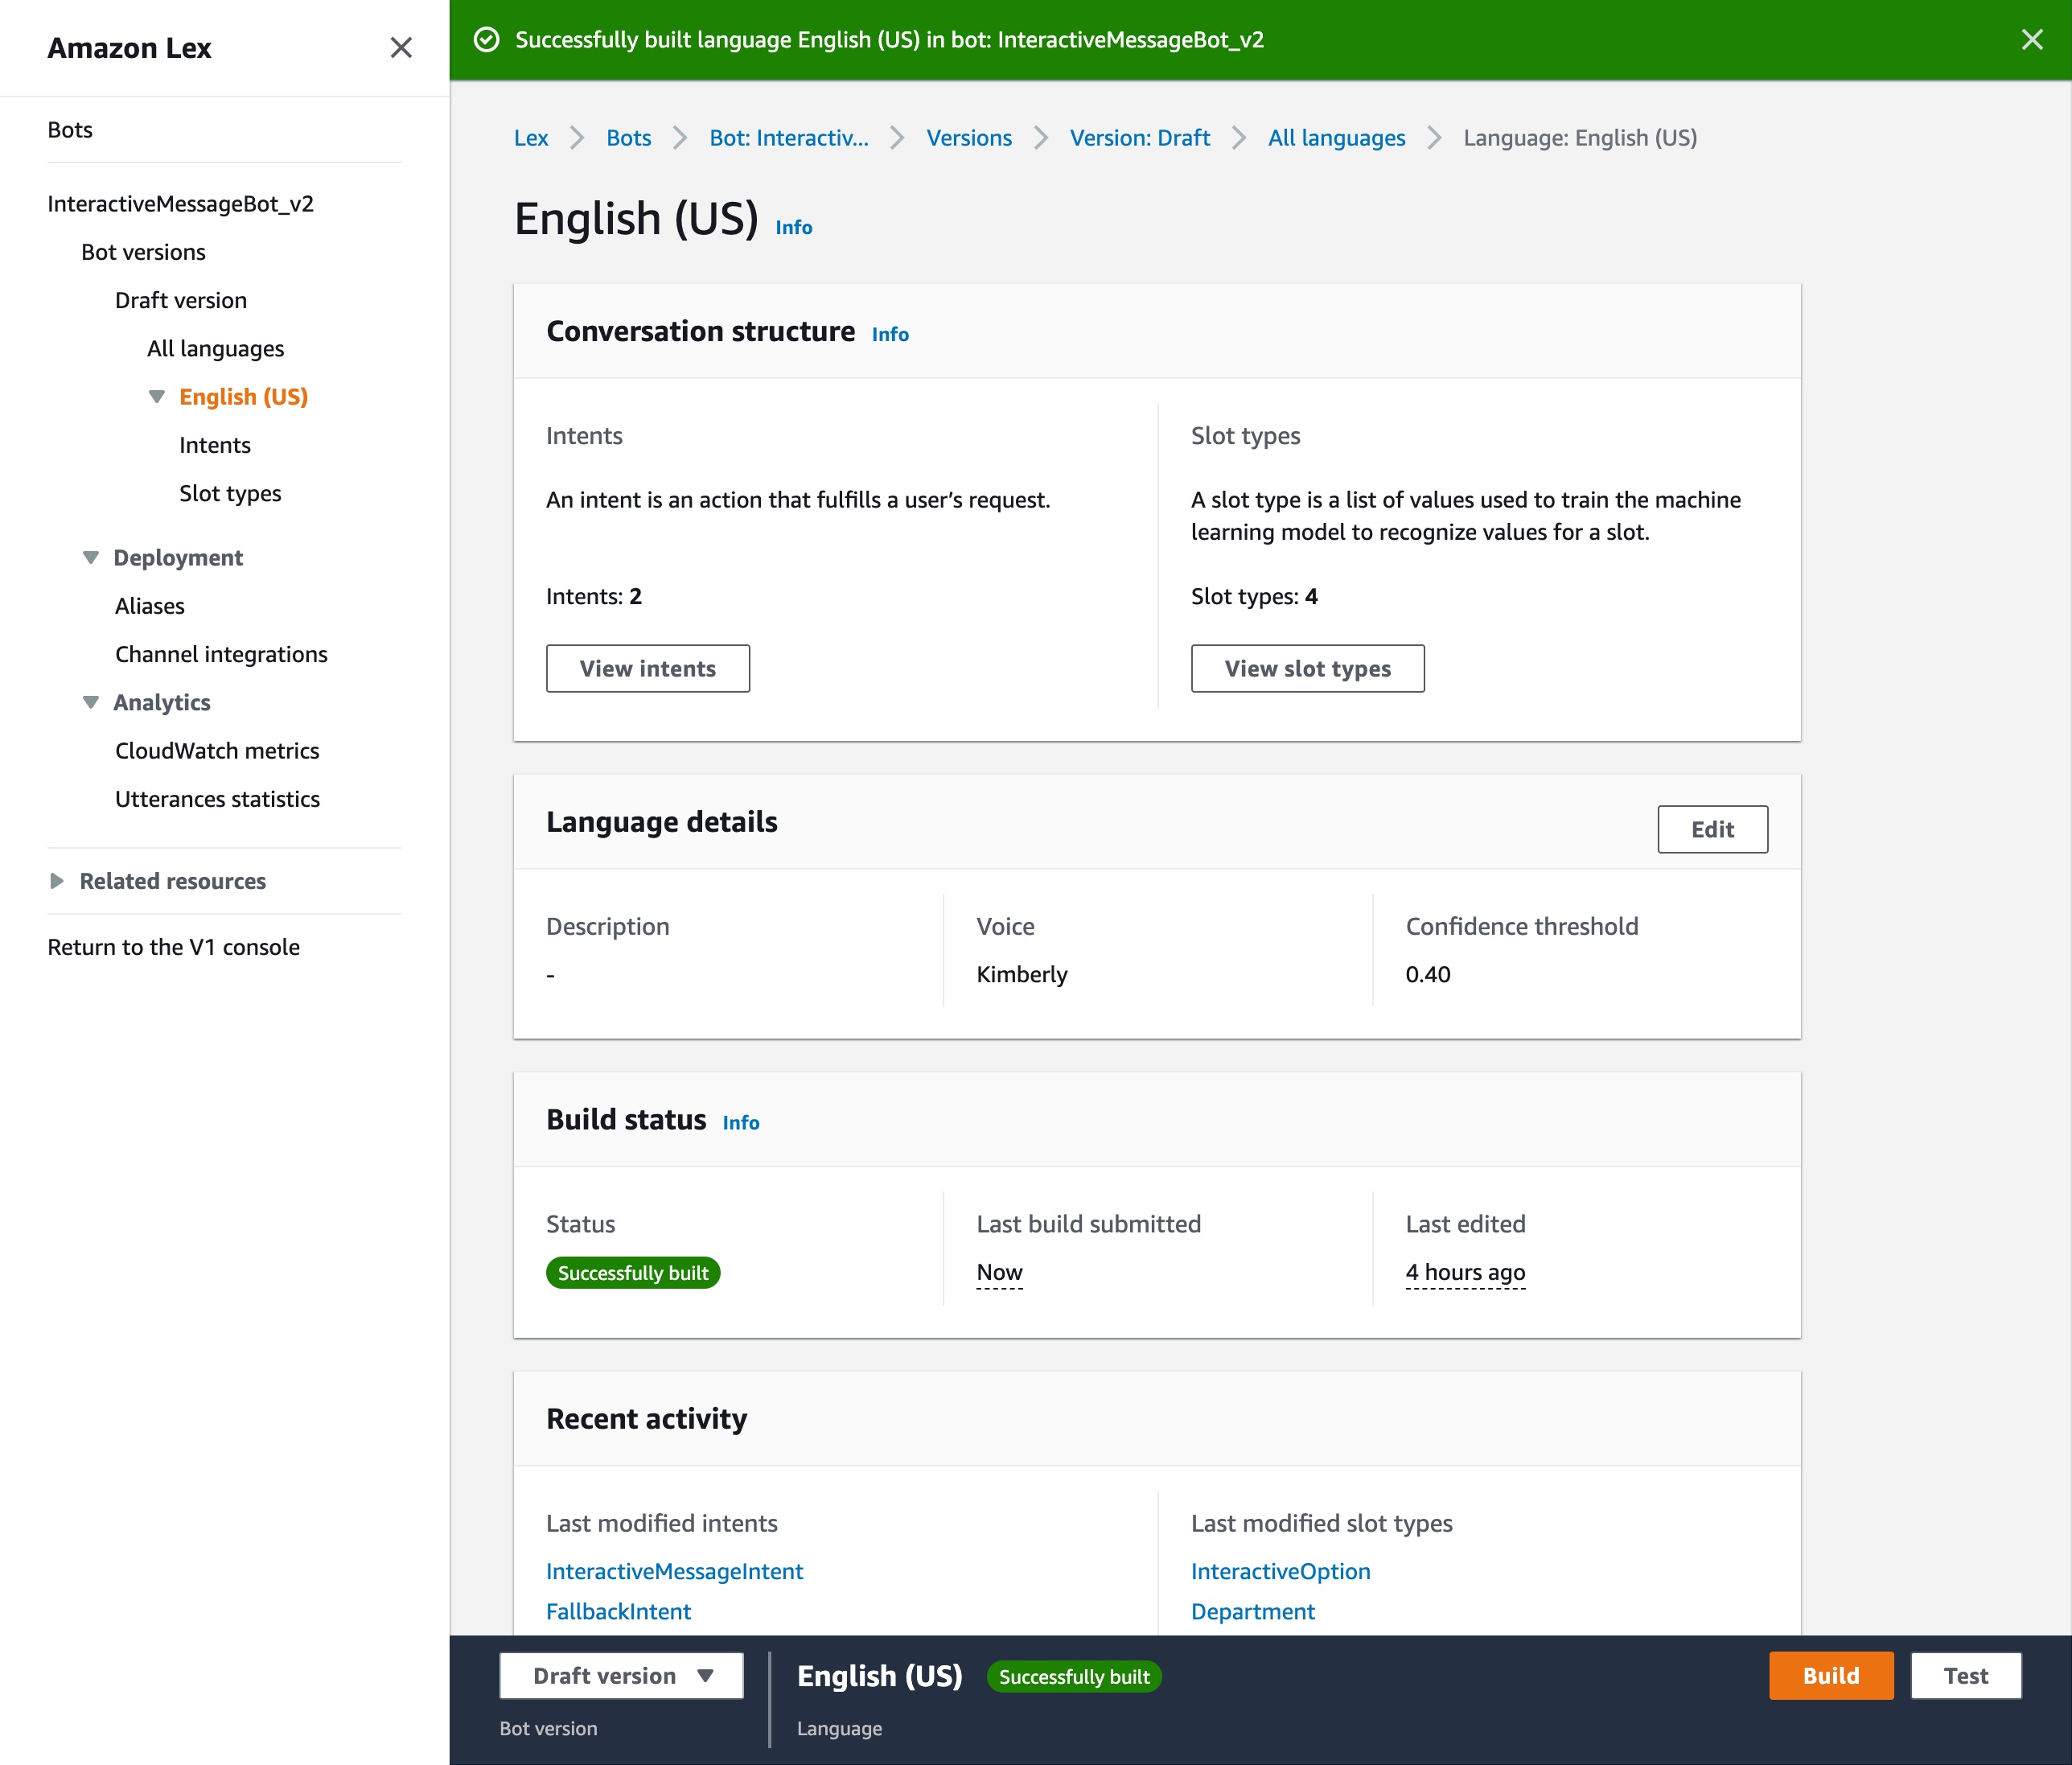 Amazon Lex
Bots
InteractiveMessageBot_v2
Bot versions
Draft version
All languages
English (US)
Intents
Slot types
Deployment
Aliases
Channel integrations
Analytics
CloudWatch metrics
Utterances statistics
Related resources
Return to the V1 console
Successfully built language English (US) in bot: InteractiveMessageBot_v2
Lex Bots Bot: Interactiv... Versions Version: Draft All languages Language: English (US)
English (US) Info
Conversation structure Info
Intents
An intent is an action that fulfills a user’s request.
Intents: 2
View intents
Slot types
A slot type is a list of values used to train the machine
learning model to recognize values for a slot.
Slot types: 4
View slot types
Language details
Edit
Description
-
Voice
Kimberly
Confidence threshold
0.40
Build status Info
Status
Successfully built
Last build submitted
Now
Last edited
4 hours ago
Recent activity
Last modified intents
InteractiveMessageIntent
FallbackIntent
Last modified slot types
InteractiveOption
Department
Draft version
Bot version
English (US) Successfully built
Language
Build
Test